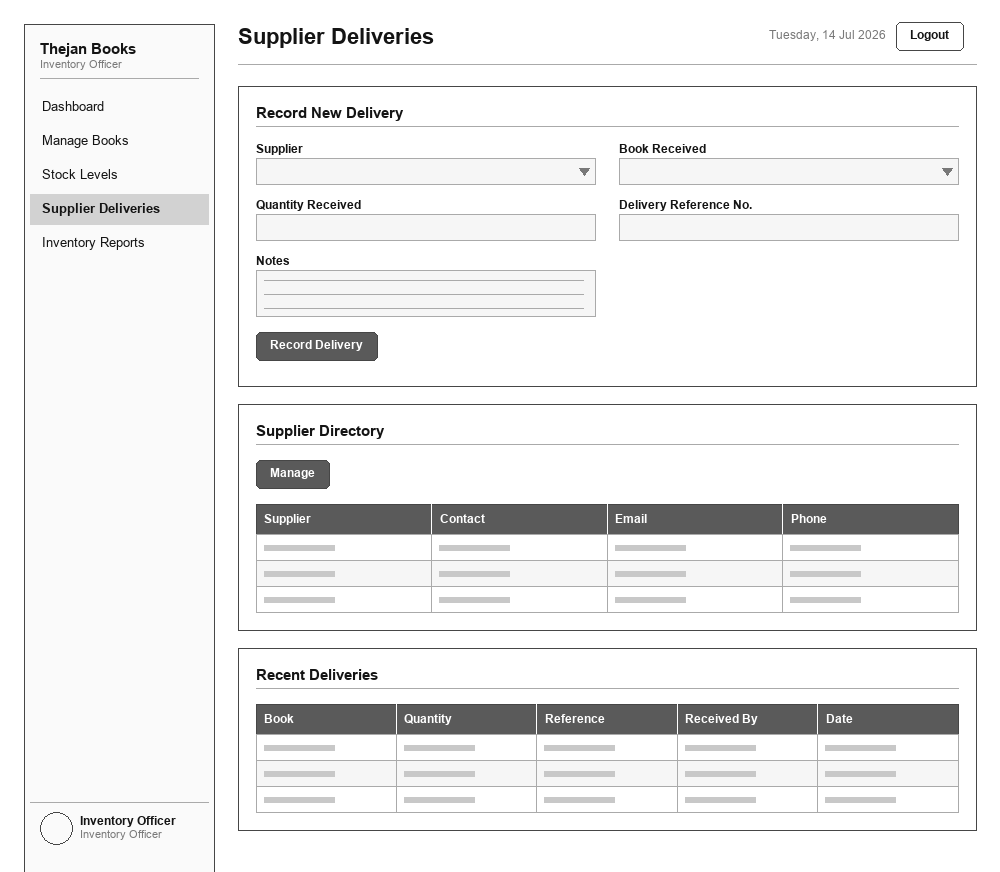 Thejan Books
Inventory Officer
Dashboard
Manage Books
Stock Levels
Supplier Deliveries
Inventory Reports
Inventory Officer
Inventory Officer
Supplier Deliveries
Tuesday, 14 Jul 2026
Logout
Record New Delivery
Supplier
Book Received
Quantity Received
Delivery Reference No.
Notes
Record Delivery
Supplier Directory
Manage
Supplier Contact Email Phone
Recent Deliveries
Book Quantity Reference Received By Date